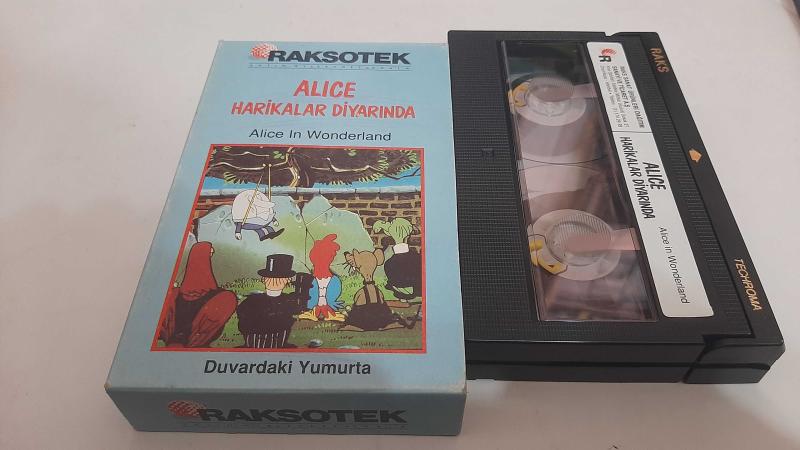 RAKSOTEK
ALICE
HARİKALAR DİYARINDA
Alice In Wonderland
Duvardaki Yumurta
RAKSOTEK
RAKS
R
ALICE
HARİKALAR DİYARINDA
Alice in Wonderland
TECHROMA